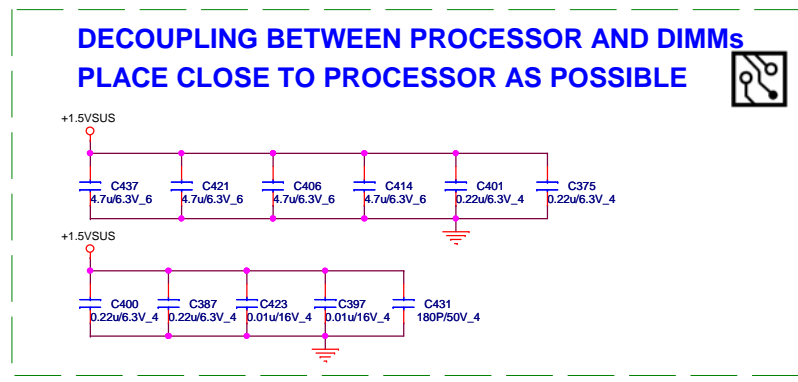 DECOUPLING BETWEEN PROCESSOR AND DIMMs
PLACE CLOSE TO PROCESSOR AS POSSIBLE
+1.5VSUS
C437 C421 C406 C414 C401 C375
4.7u/6.3V_6 4.7u/6.3V_6 4.7u/6.3V_6 4.7u/6.3V_6 0.22u/6.3V_4 0.22u/6.3V_4
+1.5VSUS
C400 C387 C423 C397 C431
0.22u/6.3V_4 0.22u/6.3V_4 0.01u/16V_4 0.01u/16V_4 180P/50V_4